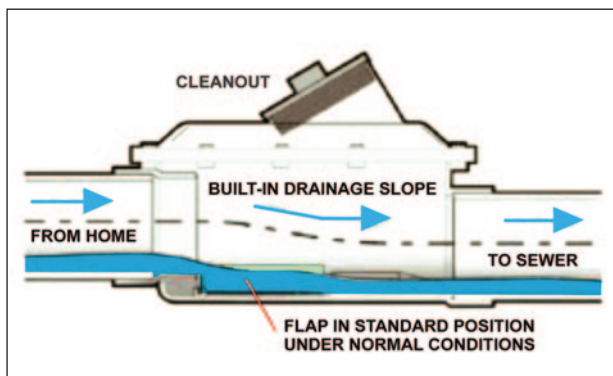 CLEANOUT
BUILT-IN DRAINAGE SLOPE
FROM HOME
TO SEWER
FLAP IN STANDARD POSITION
UNDER NORMAL CONDITIONS